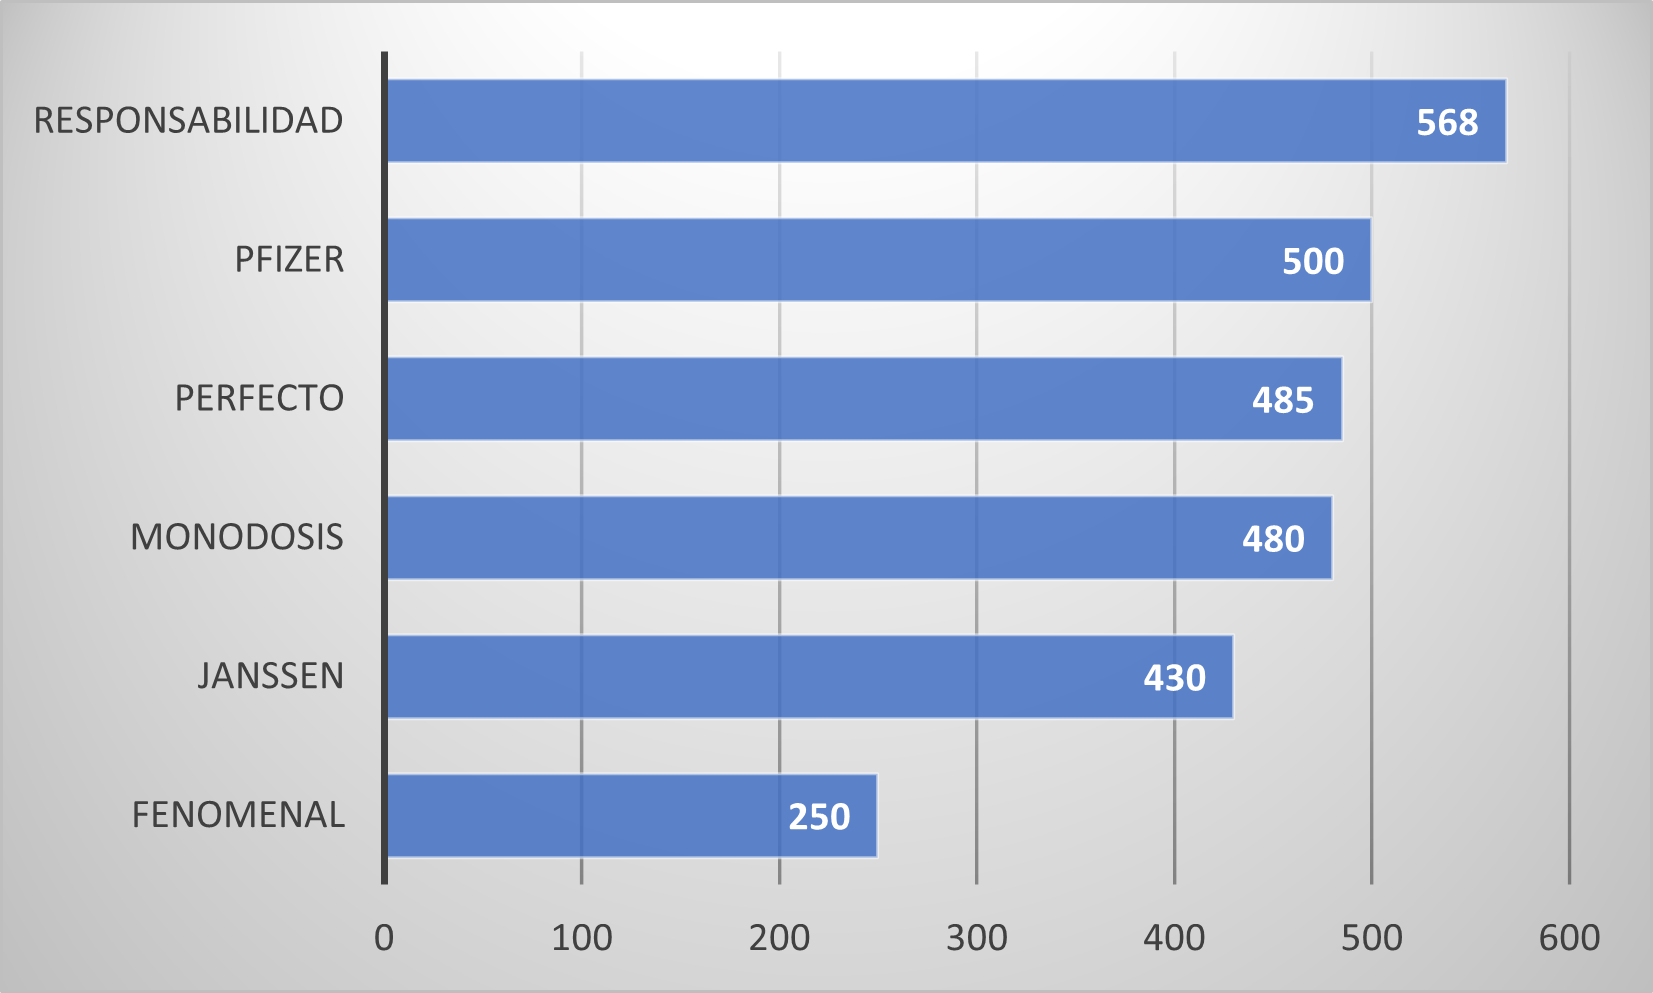 RESPONSABILIDAD 568
PFIZER 500
PERFECTO 485
MONODOSIS 480
JANSSEN 430
FENOMENAL 250
0 100 200 300 400 500 600